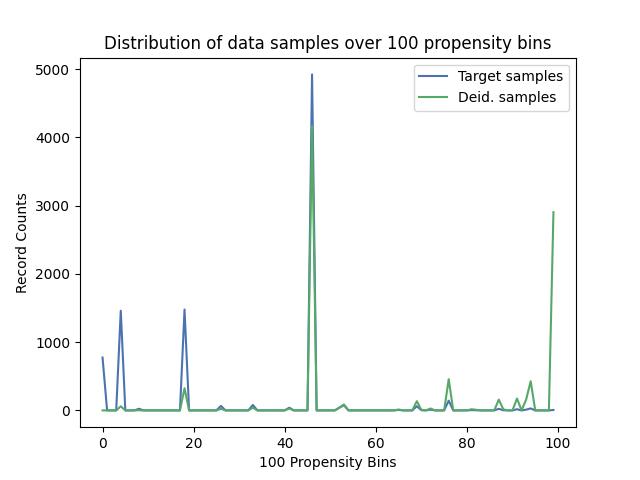 Distribution of data samples over 100 propensity bins
Target samples
Deid. samples
Record Counts
5000
4000
3000
2000
1000
0
0 20 40 60 80 100
100 Propensity Bins